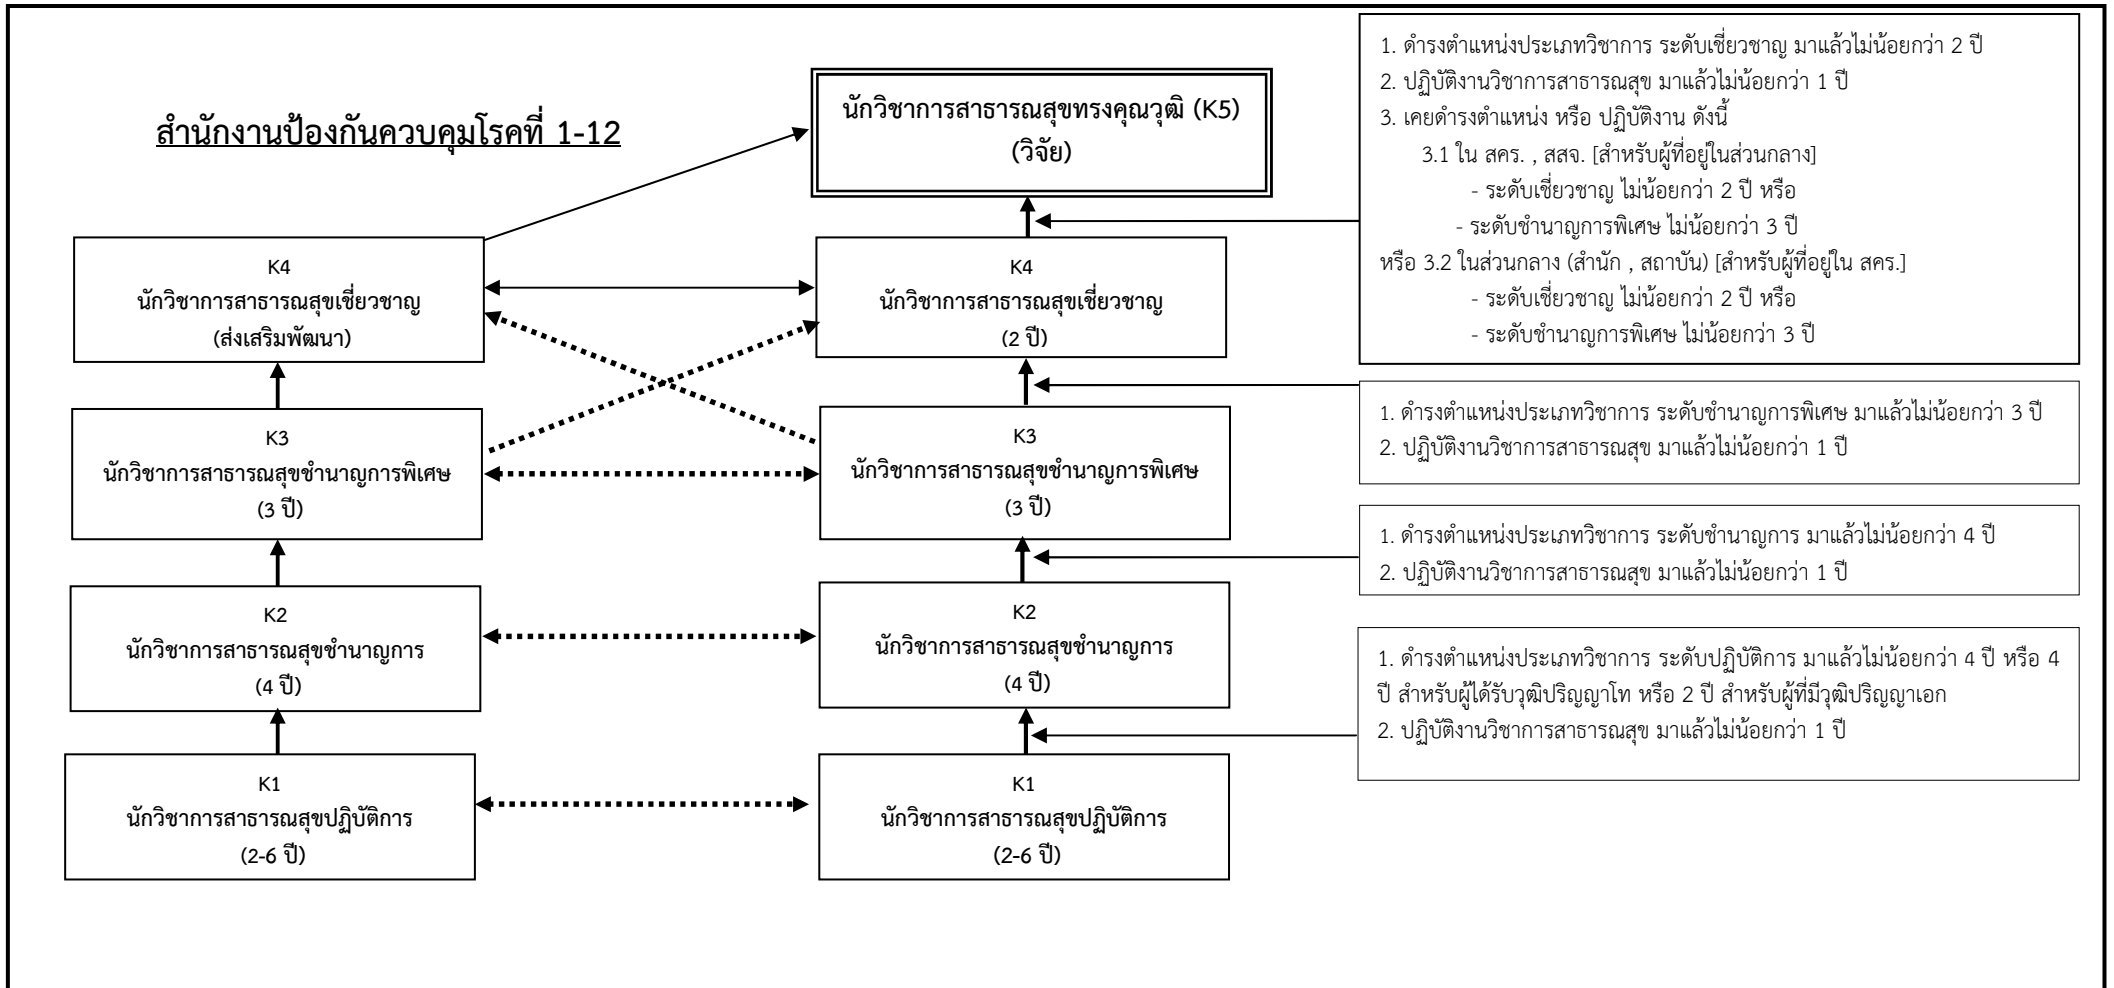 สำนักงานป้องกันควบคุมโรคที่ 1-12
นักวิชาการสาธารณสุขทรงคุณวุฒิ (K5)
(วิจัย)
K4
นักวิชาการสาธารณสุขเชี่ยวชาญ
(ส่งเสริมพัฒนา)
K3
นักวิชาการสาธารณสุขชำนาญการพิเศษ
(3 ปี)
K2
นักวิชาการสาธารณสุขชำนาญการ
(4 ปี)
K1
นักวิชาการสาธารณสุขปฏิบัติการ
(2-6 ปี)
K4
นักวิชาการสาธารณสุขเชี่ยวชาญ
(2 ปี)
K3
นักวิชาการสาธารณสุขชำนาญการพิเศษ
(3 ปี)
K2
นักวิชาการสาธารณสุขชำนาญการ
(4 ปี)
K1
นักวิชาการสาธารณสุขปฏิบัติการ
(2-6 ปี)
1. ดำรงตำแหน่งประเภทวิชาการ ระดับเชี่ยวชาญ มาแล้วไม่น้อยกว่า 2 ปี
2. ปฏิบัติงานวิชาการสาธารณสุข มาแล้วไม่น้อยกว่า 1 ปี
3. เคยดำรงตำแหน่ง หรือ ปฏิบัติงาน ดังนี้
3.1 ใน สคร. , สสจ. [สำหรับผู้ที่อยู่ในส่วนกลาง]
- ระดับเชี่ยวชาญ ไม่น้อยกว่า 2 ปี หรือ
- ระดับชำนาญการพิเศษ ไม่น้อยกว่า 3 ปี
หรือ 3.2 ในส่วนกลาง (สำนัก , สถาบัน) [สำหรับผู้ที่อยู่ใน สคร.]
- ระดับเชี่ยวชาญ ไม่น้อยกว่า 2 ปี หรือ
- ระดับชำนาญการพิเศษ ไม่น้อยกว่า 3 ปี
1. ดำรงตำแหน่งประเภทวิชาการ ระดับชำนาญการพิเศษ มาแล้วไม่น้อยกว่า 3 ปี
2. ปฏิบัติงานวิชาการสาธารณสุข มาแล้วไม่น้อยกว่า 1 ปี
1. ดำรงตำแหน่งประเภทวิชาการ ระดับชำนาญการ มาแล้วไม่น้อยกว่า 4 ปี
2. ปฏิบัติงานวิชาการสาธารณสุข มาแล้วไม่น้อยกว่า 1 ปี
1. ดำรงตำแหน่งประเภทวิชาการ ระดับปฏิบัติการ มาแล้วไม่น้อยกว่า 4 ปี หรือ 4
ปี สำหรับผู้ได้รับวุฒิปริญญาโท หรือ 2 ปี สำหรับผู้ที่มีวุฒิปริญญาเอก
2. ปฏิบัติงานวิชาการสาธารณสุข มาแล้วไม่น้อยกว่า 1 ปี